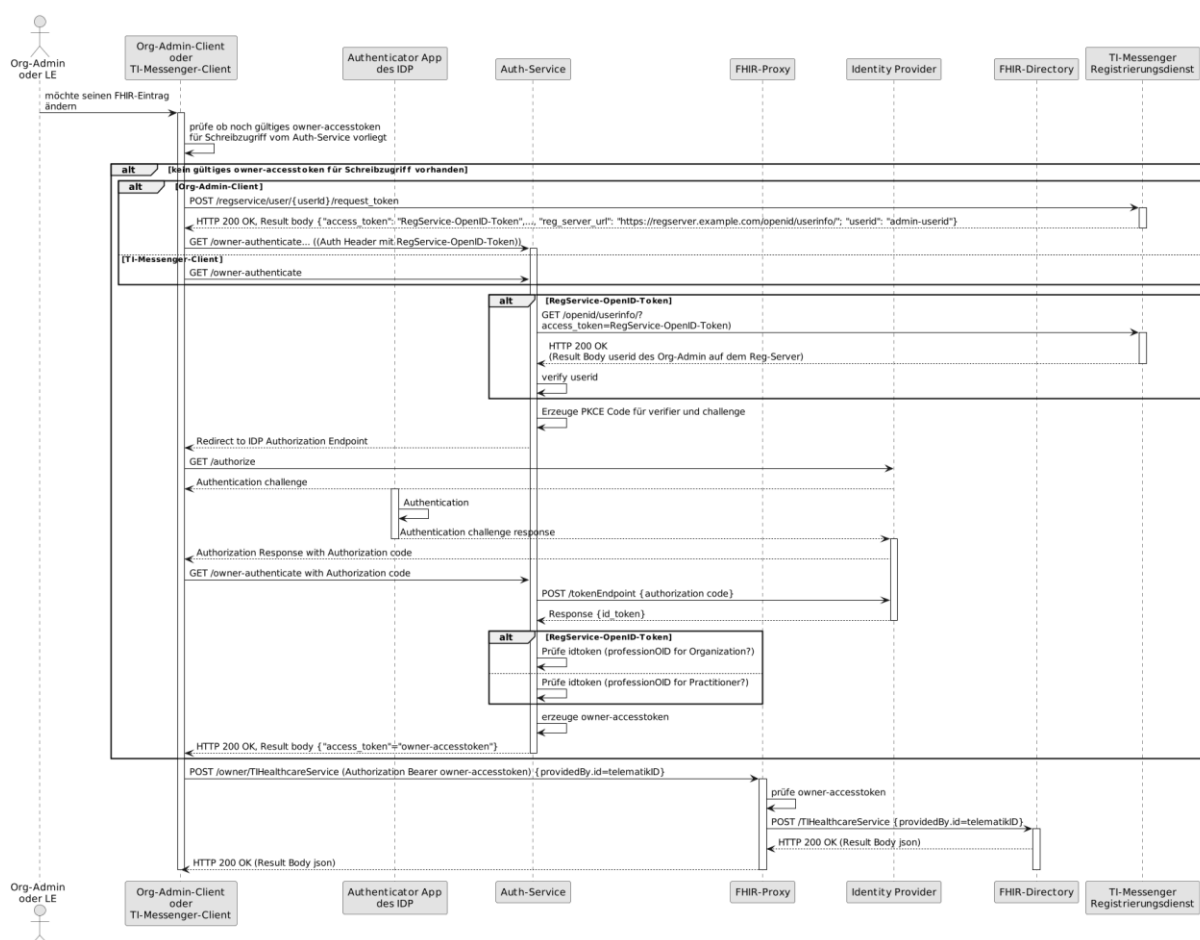 Org-Admin
oder LE
Org-Admin-Client
oder
TI-Messenger-Client
Authenticator App
des IDP
Auth-Service
FHIR-Proxy
Identity Provider
FHIR-Directory
TI-Messenger
Registrierungsdienst
möchte seinen FHIR-Eintrag
ändern
prüfe ob noch gültiges owner-accesstoken
für Schreibzugriff vom Auth-Service vorliegt
alt [kein gültiges owner-accesstoken für Schreibzugriff vorhanden]
alt [Org-Admin-Client]
POST /regservice/user/{userId}/request_token
HTTP 200 OK, Result body {"access_token": "RegService-OpenID-Token",..., "reg_server_url": "https://regserver.example.com/openid/userinfo/"; "userid": "admin-userid"}
GET /owner-authenticate... ((Auth Header mit RegService-OpenID-Token))
[TI-Messenger-Client]
GET /owner-authenticate
alt [RegService-OpenID-Token]
GET /openid/userinfo/?
access_token=RegService-OpenID-Token)
HTTP 200 OK
(Result Body userid des Org-Admin auf dem Reg-Server)
verify userid
Erzeuge PKCE Code für verifier und challenge
Redirect to IDP Authorization Endpoint
GET /authorize
Authentication challenge
Authentication
Authentication challenge response
Authorization Response with Authorization code
GET /owner-authenticate with Authorization code
POST /tokenEndpoint {authorization code}
Response {id_token}
alt [RegService-OpenID-Token]
Prüfe idtoken (professionOID for Organization?)
Prüfe idtoken (professionOID for Practitioner?)
erzeuge owner-accesstoken
HTTP 200 OK, Result body {"access_token"="owner-accesstoken"}
POST /owner/TIHealthcareService (Authorization Bearer owner-accesstoken) {providedBy.id=telematikID}
prüfe owner-accesstoken
POST /TIHealthcareService {providedBy.id=telematikID}
HTTP 200 OK (Result Body json)
HTTP 200 OK (Result Body json)
Org-Admin
oder LE
Org-Admin-Client
oder
TI-Messenger-Client
Authenticator App
des IDP
Auth-Service
FHIR-Proxy
Identity Provider
FHIR-Directory
TI-Messenger
Registrierungsdienst